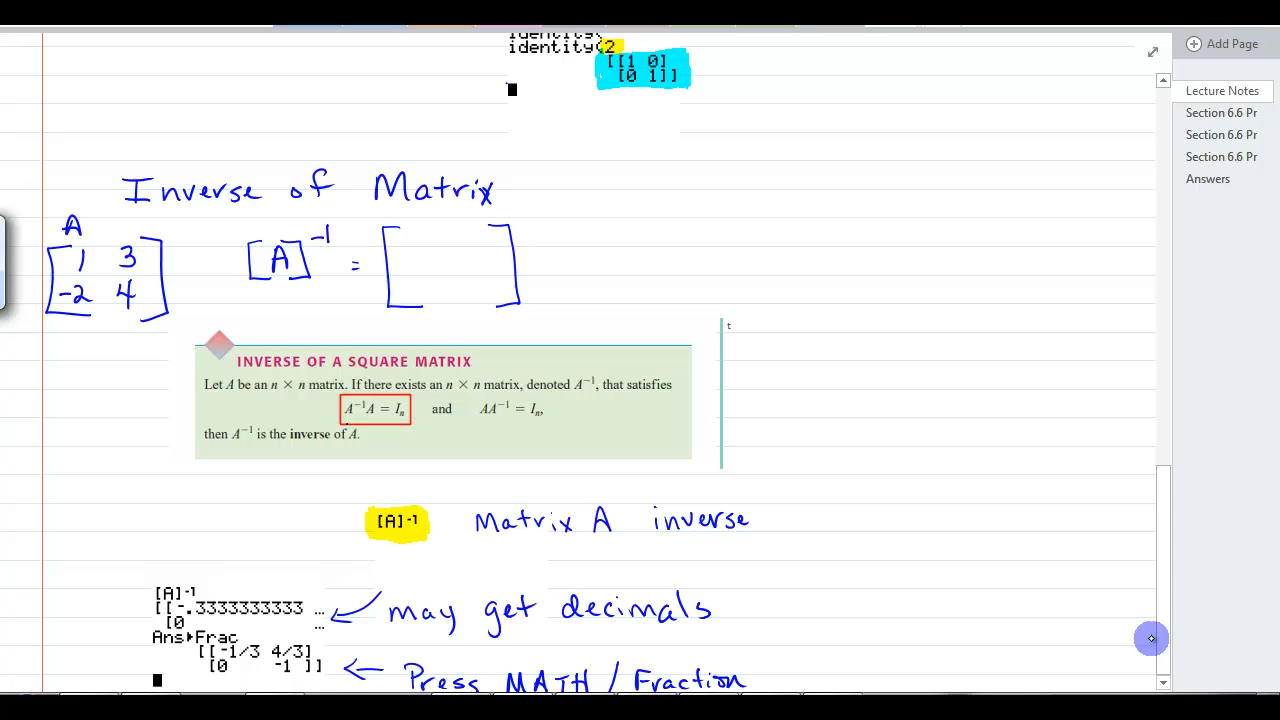 identity(
identity(2
[[1 0]
[0 1]]
Add Page
Lecture Notes
Section 6.6 Pr
Section 6.6 Pr
Section 6.6 Pr
Answers
Inverse of Matrix
A
[1 3
-2 4]
[A]⁻¹ = [ ]
t
INVERSE OF A SQUARE MATRIX
Let A be an n × n matrix. If there exists an n × n matrix, denoted A⁻¹, that satisfies
A⁻¹A = Iₙ and AA⁻¹ = Iₙ,
then A⁻¹ is the inverse of A.
[A]⁻¹ Matrix A inverse
[A]⁻¹
[[-.3333333333 …
[0 …
may get decimals
Ans▶Frac
[[-1/3 4/3]
[0 -1 ]]
Press MATH / Fraction